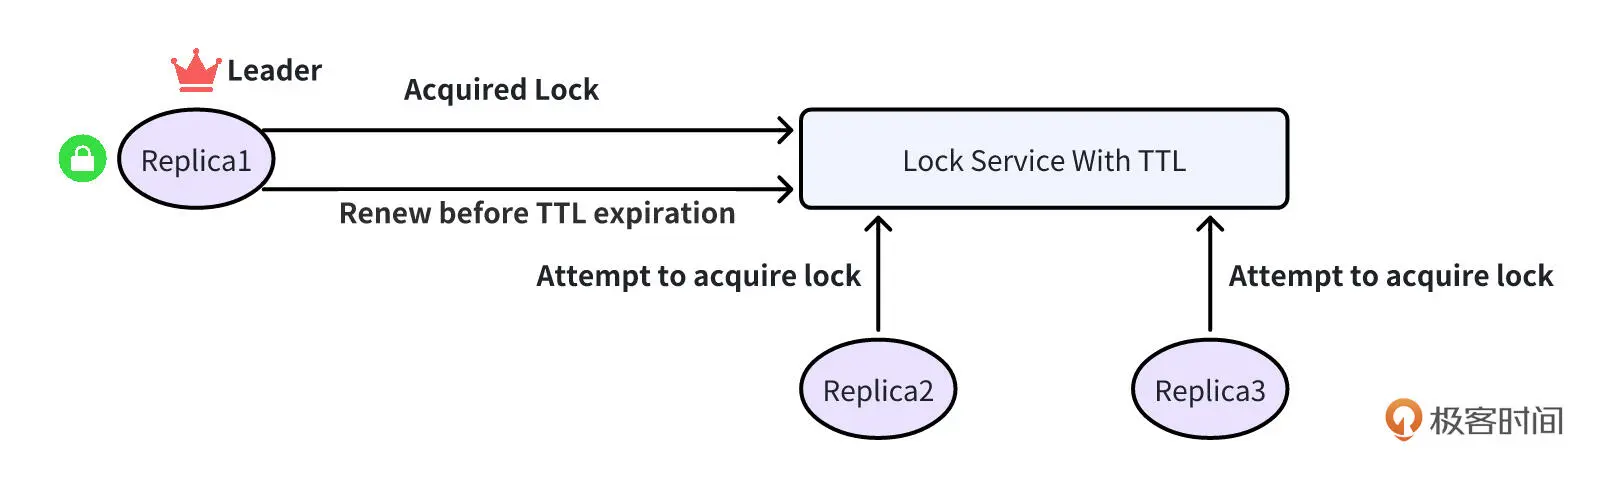 Leader
Acquired Lock
Replica1
Lock Service With TTL
Renew before TTL expiration
Attempt to acquire lock
Attempt to acquire lock
Replica2
Replica3
极客时间